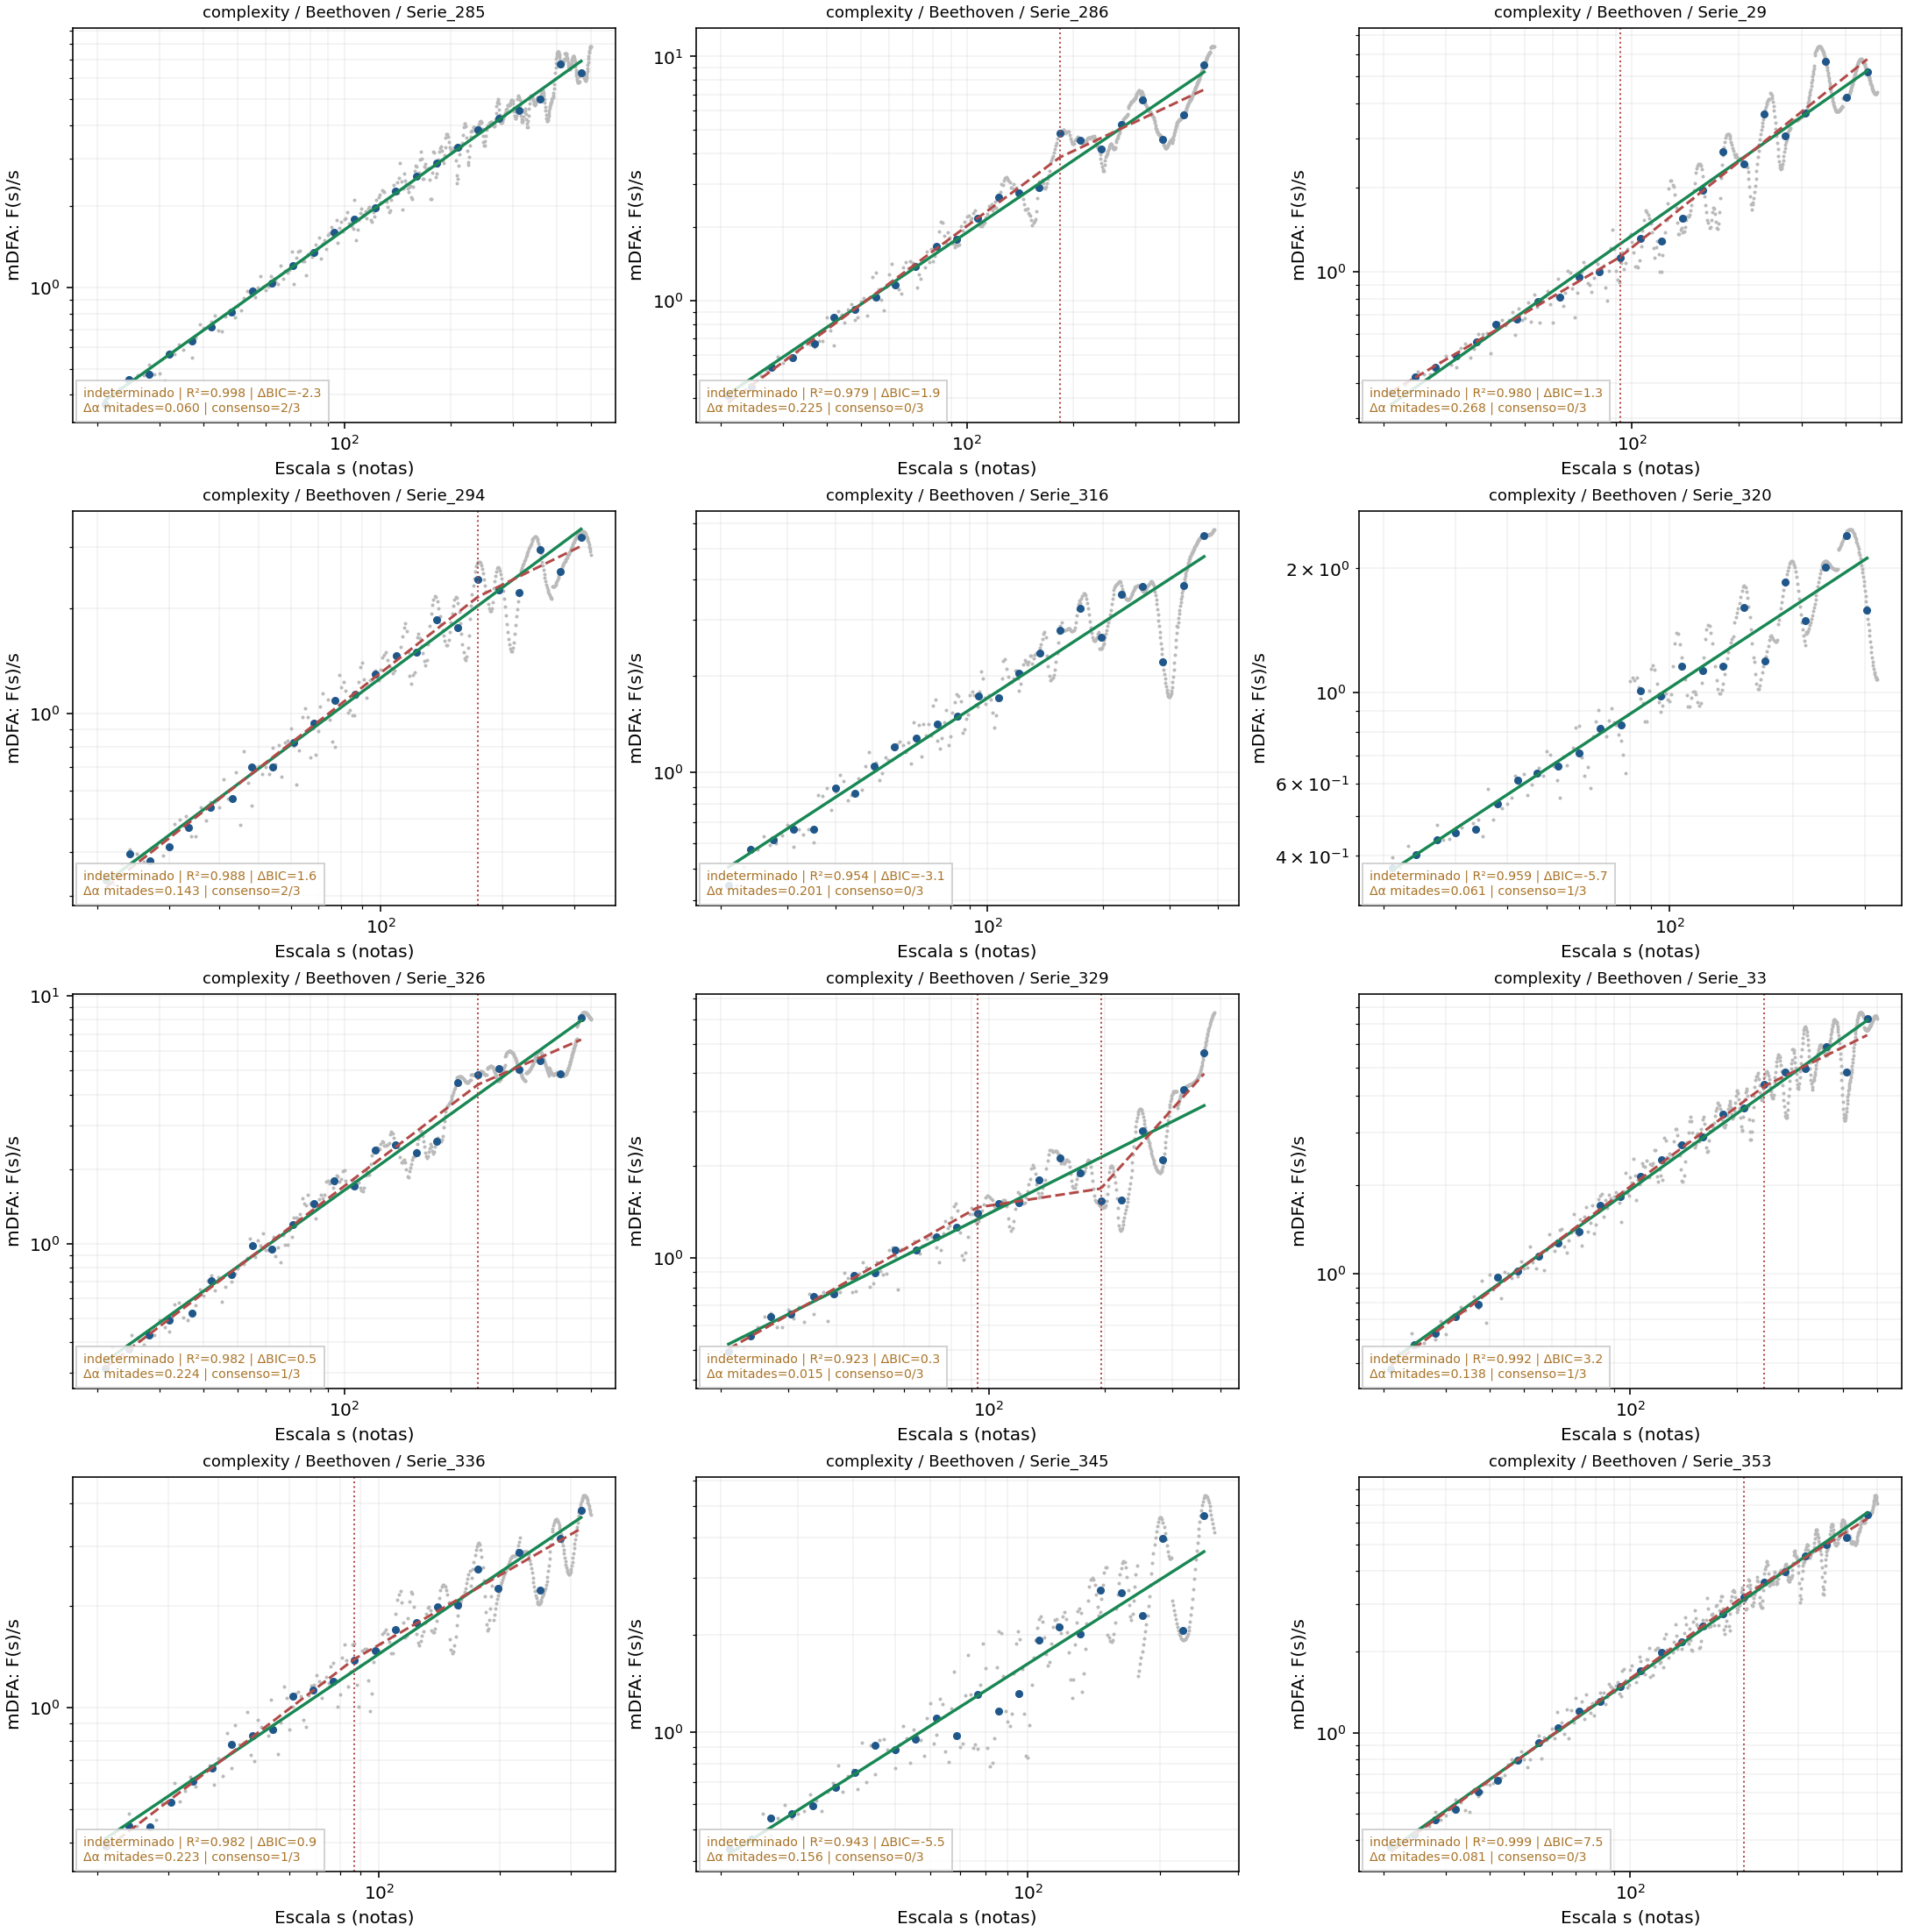 complexity / Beethoven / Serie_285
mDFA: F(s)/s
10⁰
indeterminado | R²=0.998 | ΔBIC=-2.3
Δα mitades=0.060 | consenso=2/3
10²
Escala s (notas)
complexity / Beethoven / Serie_286
mDFA: F(s)/s
10¹
10⁰
indeterminado | R²=0.979 | ΔBIC=1.9
Δα mitades=0.225 | consenso=0/3
10²
Escala s (notas)
complexity / Beethoven / Serie_29
mDFA: F(s)/s
10⁰
indeterminado | R²=0.980 | ΔBIC=1.3
Δα mitades=0.268 | consenso=0/3
10²
Escala s (notas)
complexity / Beethoven / Serie_294
mDFA: F(s)/s
10⁰
indeterminado | R²=0.988 | ΔBIC=1.6
Δα mitades=0.143 | consenso=2/3
10²
Escala s (notas)
complexity / Beethoven / Serie_316
mDFA: F(s)/s
10⁰
indeterminado | R²=0.954 | ΔBIC=-3.1
Δα mitades=0.201 | consenso=0/3
10²
Escala s (notas)
complexity / Beethoven / Serie_320
mDFA: F(s)/s
2 × 10⁰
10⁰
6 × 10⁻¹
4 × 10⁻¹
indeterminado | R²=0.959 | ΔBIC=-5.7
Δα mitades=0.061 | consenso=1/3
10²
Escala s (notas)
complexity / Beethoven / Serie_326
mDFA: F(s)/s
10¹
10⁰
indeterminado | R²=0.982 | ΔBIC=0.5
Δα mitades=0.224 | consenso=1/3
10²
Escala s (notas)
complexity / Beethoven / Serie_329
mDFA: F(s)/s
10⁰
indeterminado | R²=0.923 | ΔBIC=0.3
Δα mitades=0.015 | consenso=0/3
10²
Escala s (notas)
complexity / Beethoven / Serie_33
mDFA: F(s)/s
10⁰
indeterminado | R²=0.992 | ΔBIC=3.2
Δα mitades=0.138 | consenso=1/3
10²
Escala s (notas)
complexity / Beethoven / Serie_336
mDFA: F(s)/s
10⁰
indeterminado | R²=0.982 | ΔBIC=0.9
Δα mitades=0.223 | consenso=1/3
10²
Escala s (notas)
complexity / Beethoven / Serie_345
mDFA: F(s)/s
10⁰
indeterminado | R²=0.943 | ΔBIC=-5.5
Δα mitades=0.156 | consenso=0/3
10²
Escala s (notas)
complexity / Beethoven / Serie_353
mDFA: F(s)/s
10⁰
indeterminado | R²=0.999 | ΔBIC=7.5
Δα mitades=0.081 | consenso=0/3
10²
Escala s (notas)